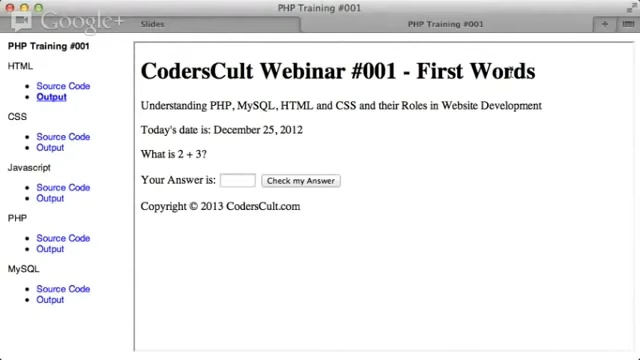 PHP Training #001
Google+
Slides
PHP Training #001
PHP Training #001
HTML
Source Code
Output
CSS
Source Code
Output
Javascript
Source Code
Output
PHP
Source Code
Output
MySQL
Source Code
Output
CodersCult Webinar #001 - First Words
Understanding PHP, MySQL, HTML and CSS and their Roles in Website Development
Today's date is: December 25, 2012
What is 2 + 3?
Your Answer is: Check my Answer
Copyright © 2013 CodersCult.com